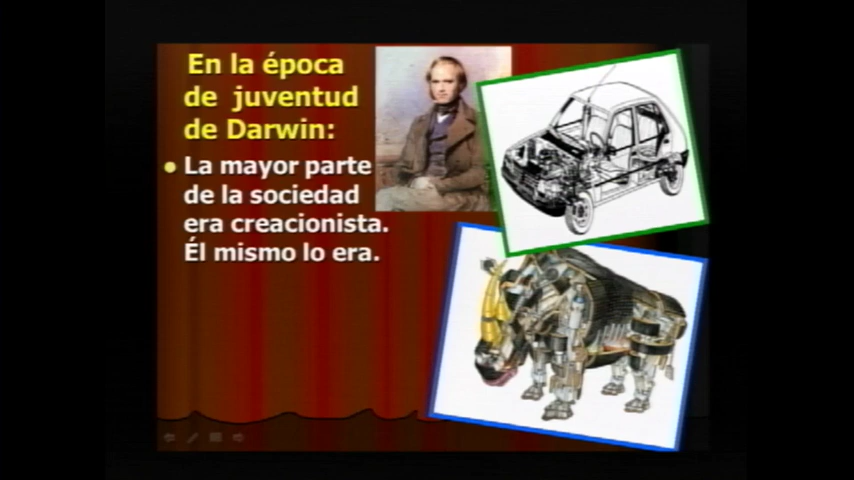 En la época
de juventud
de Darwin:
La mayor parte
de la sociedad
era creacionista.
Él mismo lo era.